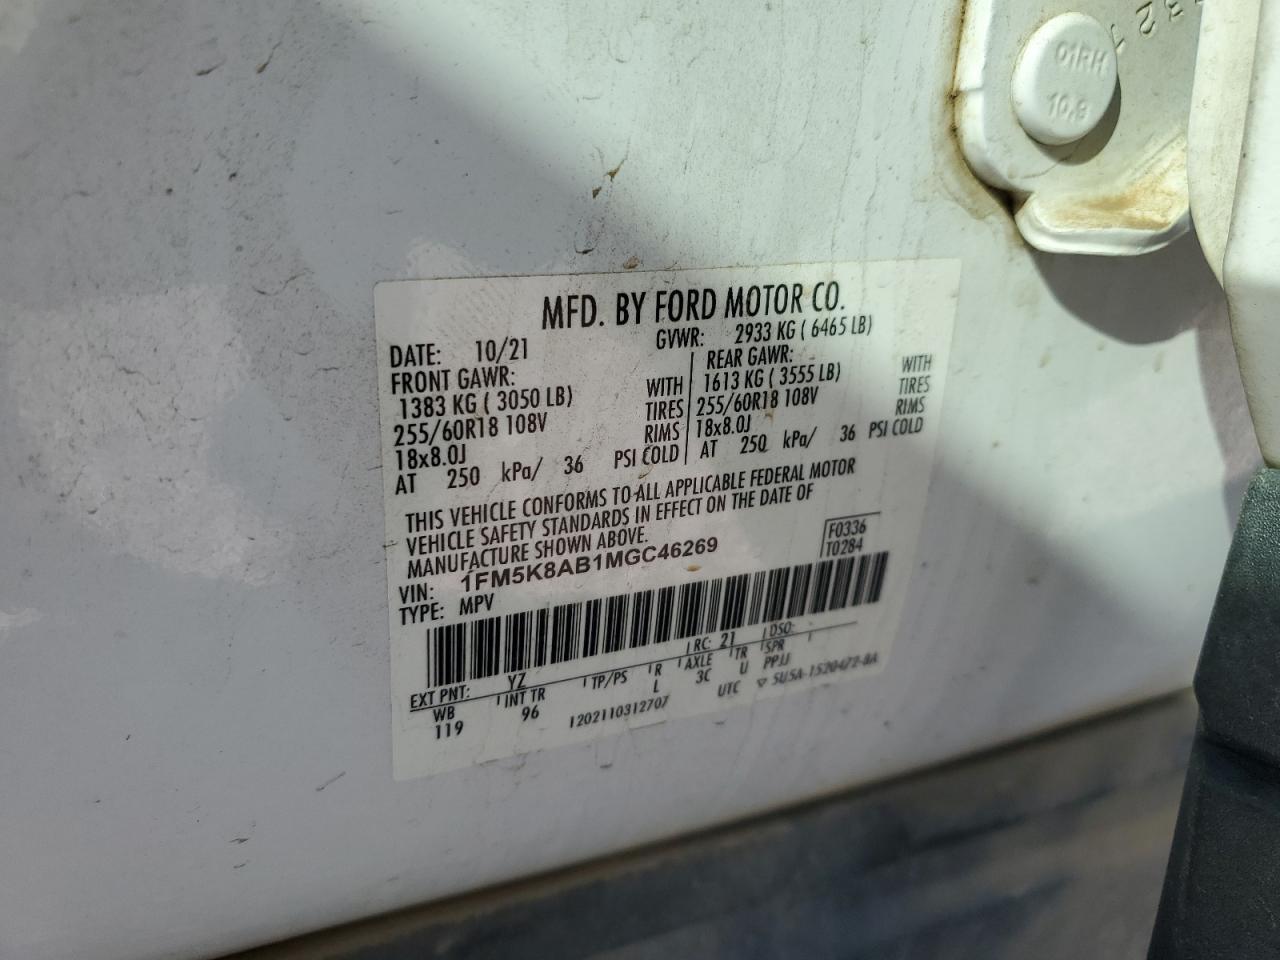 321
01RH
10.9
MFD. BY FORD MOTOR CO.
DATE: 10/21 GVWR: 2933 KG ( 6465 LB)
FRONT GAWR: REAR GAWR:
1383 KG ( 3050 LB) WITH 1613 KG ( 3555 LB) WITH
255/60R18 108V TIRES 255/60R18 108V TIRES
18x8.0J RIMS 18x8.0J RIMS
AT 250 kPa/ 36 PSI COLD AT 250 kPa/ 36 PSI COLD
THIS VEHICLE CONFORMS TO ALL APPLICABLE FEDERAL MOTOR
VEHICLE SAFETY STANDARDS IN EFFECT ON THE DATE OF
MANUFACTURE SHOWN ABOVE.
F0336
T0284
VIN: 1FM5K8AB1MGC46269
TYPE: MPV
EXT PNT: YZ RC: 21 DSO:
WB INT TR TP/PS R AXLE TR SPR
119 96 L 3C U PPJJ
1202110312707 UTC ▽ 5U5A-1520472-BA